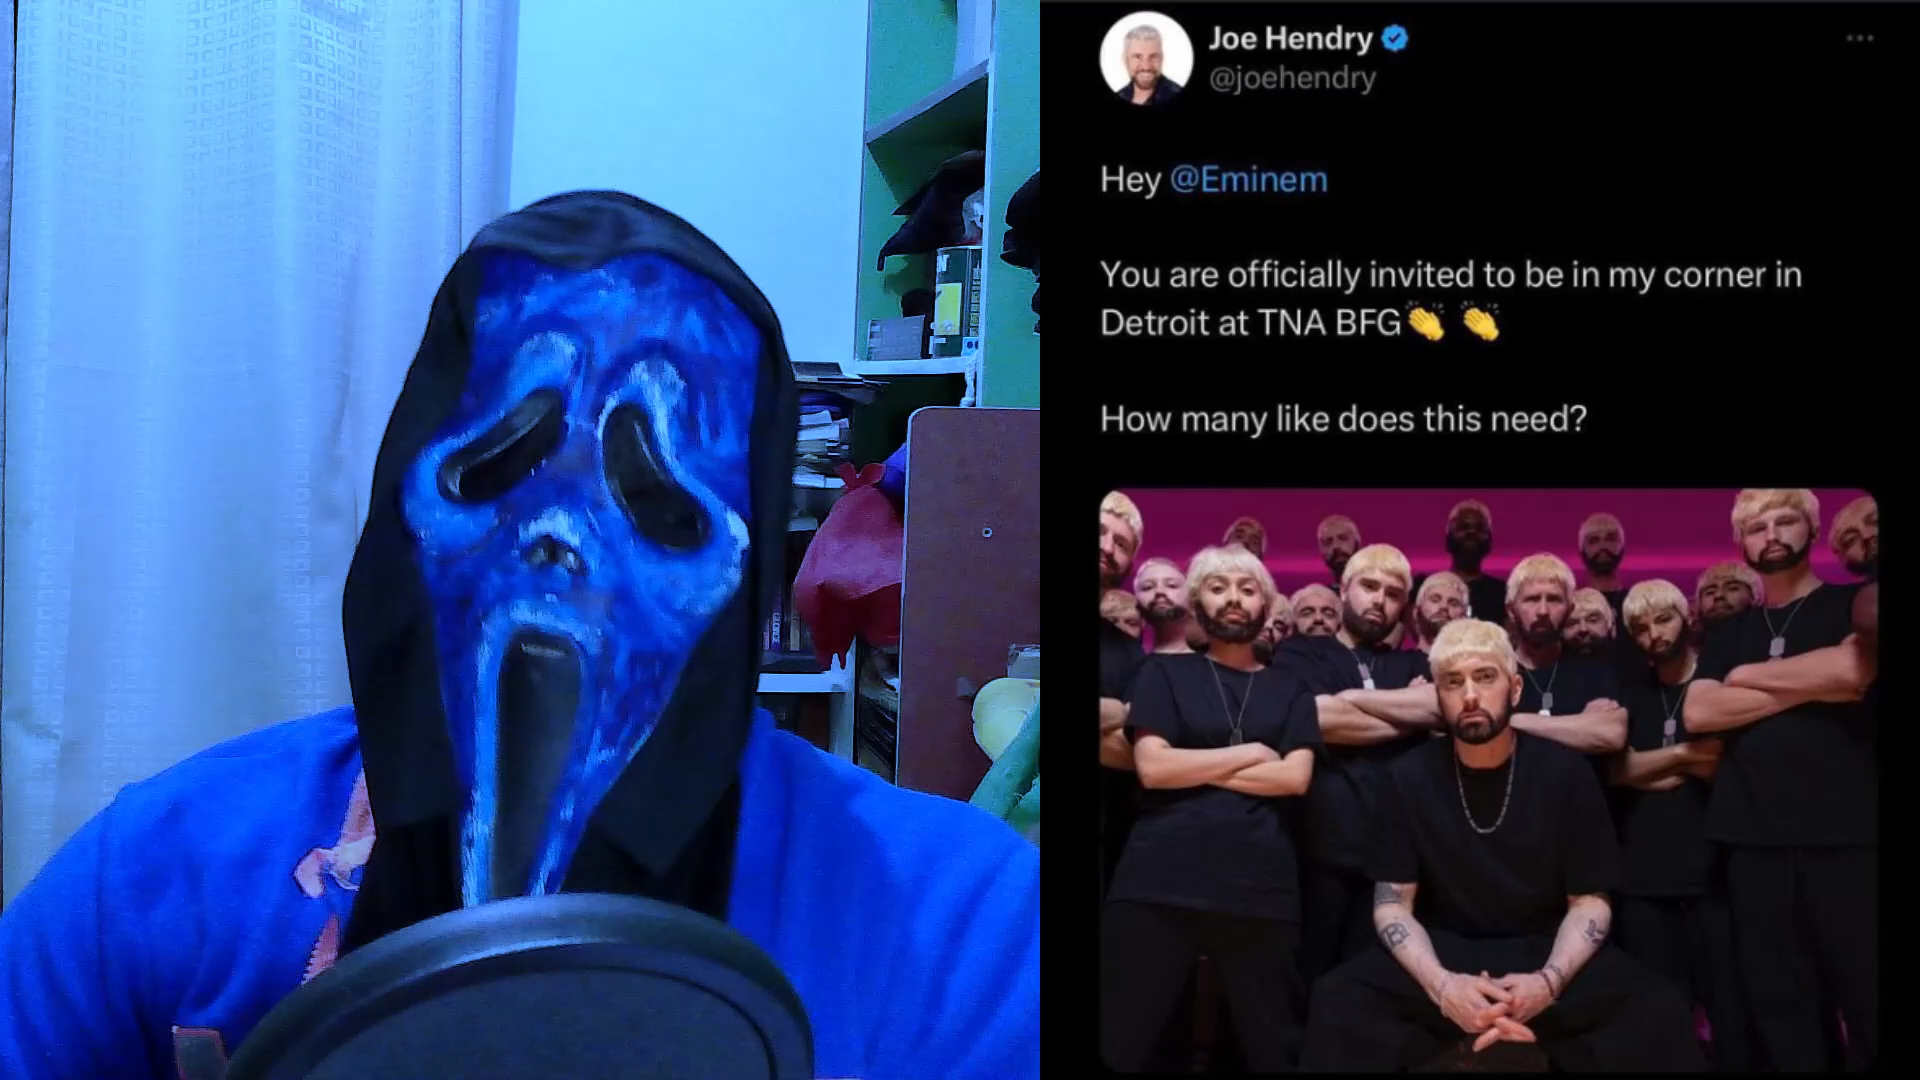 Joe Hendry
@joehendry
Hey @Eminem
You are officially invited to be in my corner in
Detroit at TNA BFG👏 👏
How many like does this need?